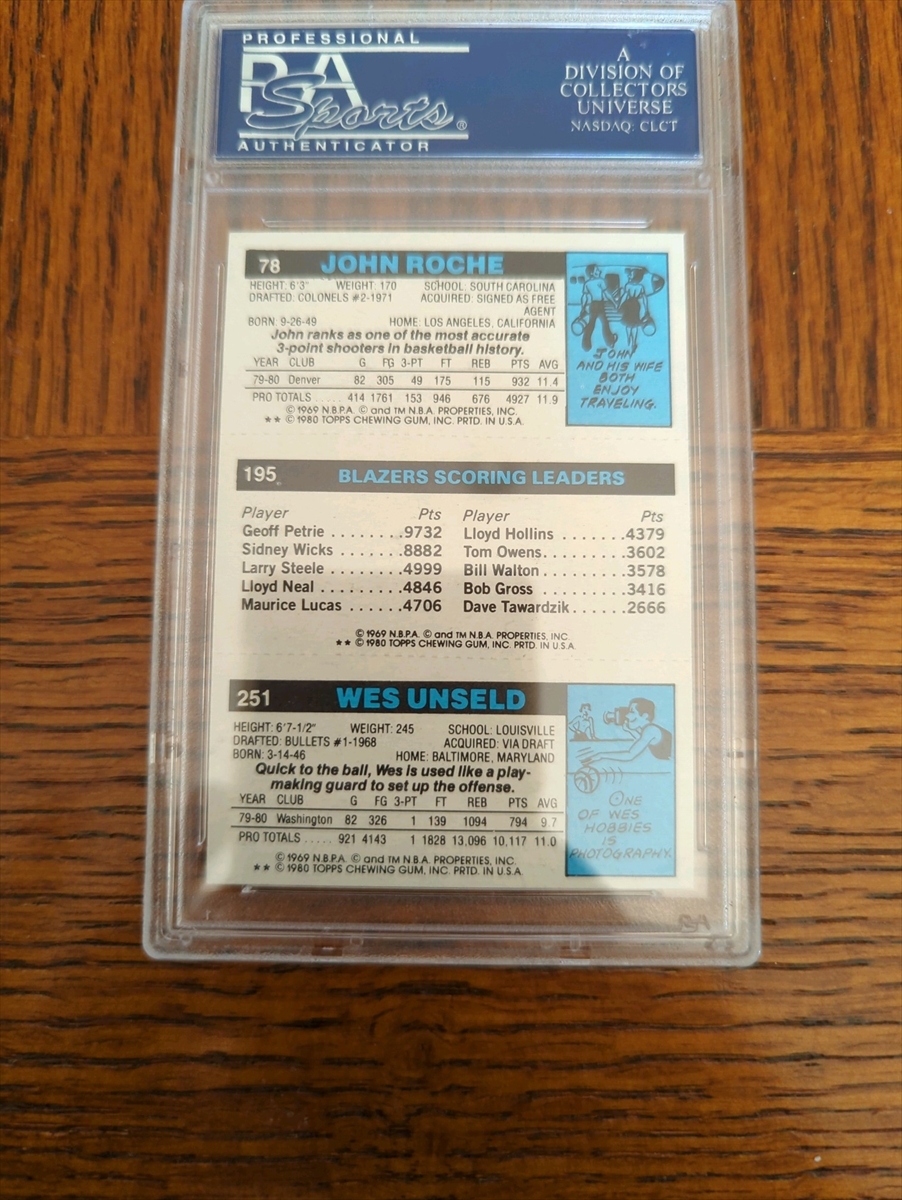 PROFESSIONAL
PSA
Sports ®
AUTHENTICATOR
A
DIVISION OF
COLLECTORS
UNIVERSE
NASDAQ: CLCT
78 JOHN ROCHE
HEIGHT: 6'3" WEIGHT: 170 SCHOOL: SOUTH CAROLINA
DRAFTED: COLONELS #2-1971 ACQUIRED: SIGNED AS FREE
AGENT
BORN: 9-26-49 HOME: LOS ANGELES, CALIFORNIA
John ranks as one of the most accurate
3-point shooters in basketball history.
YEAR CLUB G FG 3-PT FT REB PTS AVG
79-80 Denver 82 305 49 175 115 932 11.4
PRO TOTALS ..... 414 1761 153 946 676 4927 11.9
© 1969 N.B.P.A. © and TM N.B.A. PROPERTIES, INC.
** © 1980 TOPPS CHEWING GUM, INC. PRTD. IN U.S.A.
JOHN
AND HIS WIFE
BOTH
ENJOY
TRAVELING.
195 BLAZERS SCORING LEADERS
Player Pts Player Pts
Geoff Petrie ........9732 Lloyd Hollins .......4379
Sidney Wicks .......8882 Tom Owens.........3602
Larry Steele ........4999 Bill Walton .........3578
Lloyd Neal .........4846 Bob Gross .........3416
Maurice Lucas ......4706 Dave Tawardzik......2666
© 1969 N.B.P.A. © and TM N.B.A. PROPERTIES, INC.
** © 1980 TOPPS CHEWING GUM, INC. PRTD. IN U.S.A.
251 WES UNSELD
HEIGHT: 6'7-1/2" WEIGHT: 245 SCHOOL: LOUISVILLE
DRAFTED: BULLETS #1-1968 ACQUIRED: VIA DRAFT
BORN: 3-14-46 HOME: BALTIMORE, MARYLAND
Quick to the ball, Wes is used like a play-
making guard to set up the offense.
YEAR CLUB G FG 3-PT FT REB PTS AVG
79-80 Washington 82 326 1 139 1094 794 9.7
PRO TOTALS ..... 921 4143 1 1828 13,096 10,117 11.0
© 1969 N.B.P.A. © and TM N.B.A. PROPERTIES, INC.
** © 1980 TOPPS CHEWING GUM, INC. PRTD. IN U.S.A.
ONE
OF WES
HOBBIES
IS
PHOTOGRAPHY.
PSA